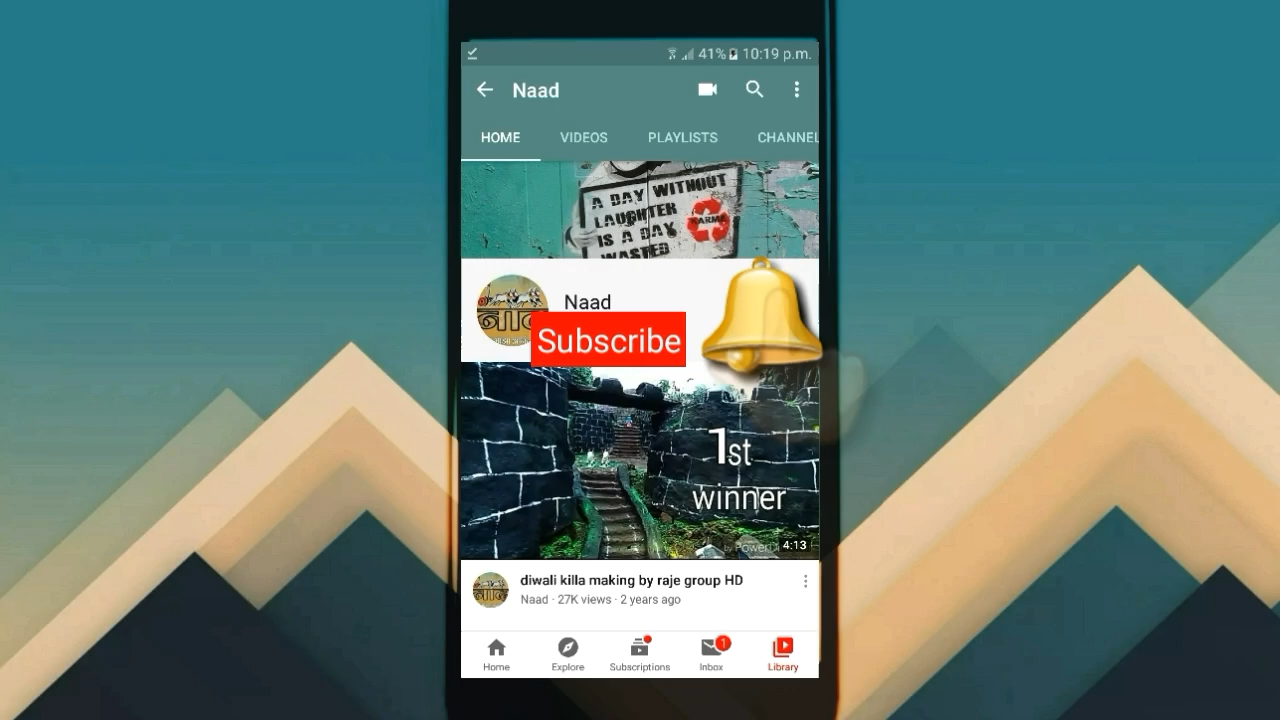 41% 10:19 p.m.
Naad
HOME VIDEOS PLAYLISTS CHANNEL
A DAY WITHOUT
LAUGHTER
IS A DAY
WASTED
KARMA
Naad
नाद
Subscribe
1st
winner
Power
4:13
diwali killa making by raje group HD
Naad · 27K views · 2 years ago
1
Home Explore Subscriptions Inbox Library